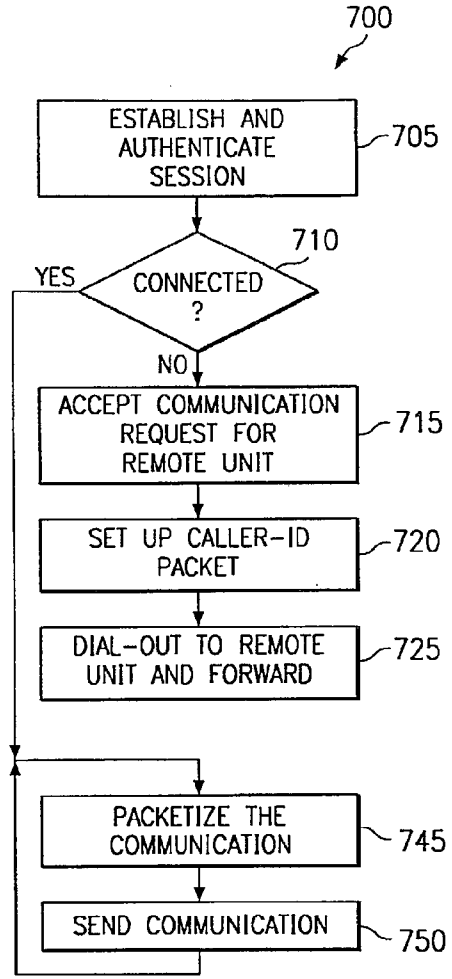 700
ESTABLISH AND
AUTHENTICATE
SESSION
705
710
YES
CONNECTED
?
NO
ACCEPT COMMUNICATION
REQUEST FOR
REMOTE UNIT
715
SET UP CALLER-ID
PACKET
720
DIAL-OUT TO REMOTE
UNIT AND FORWARD
725
PACKETIZE THE
COMMUNICATION
745
SEND COMMUNICATION
750